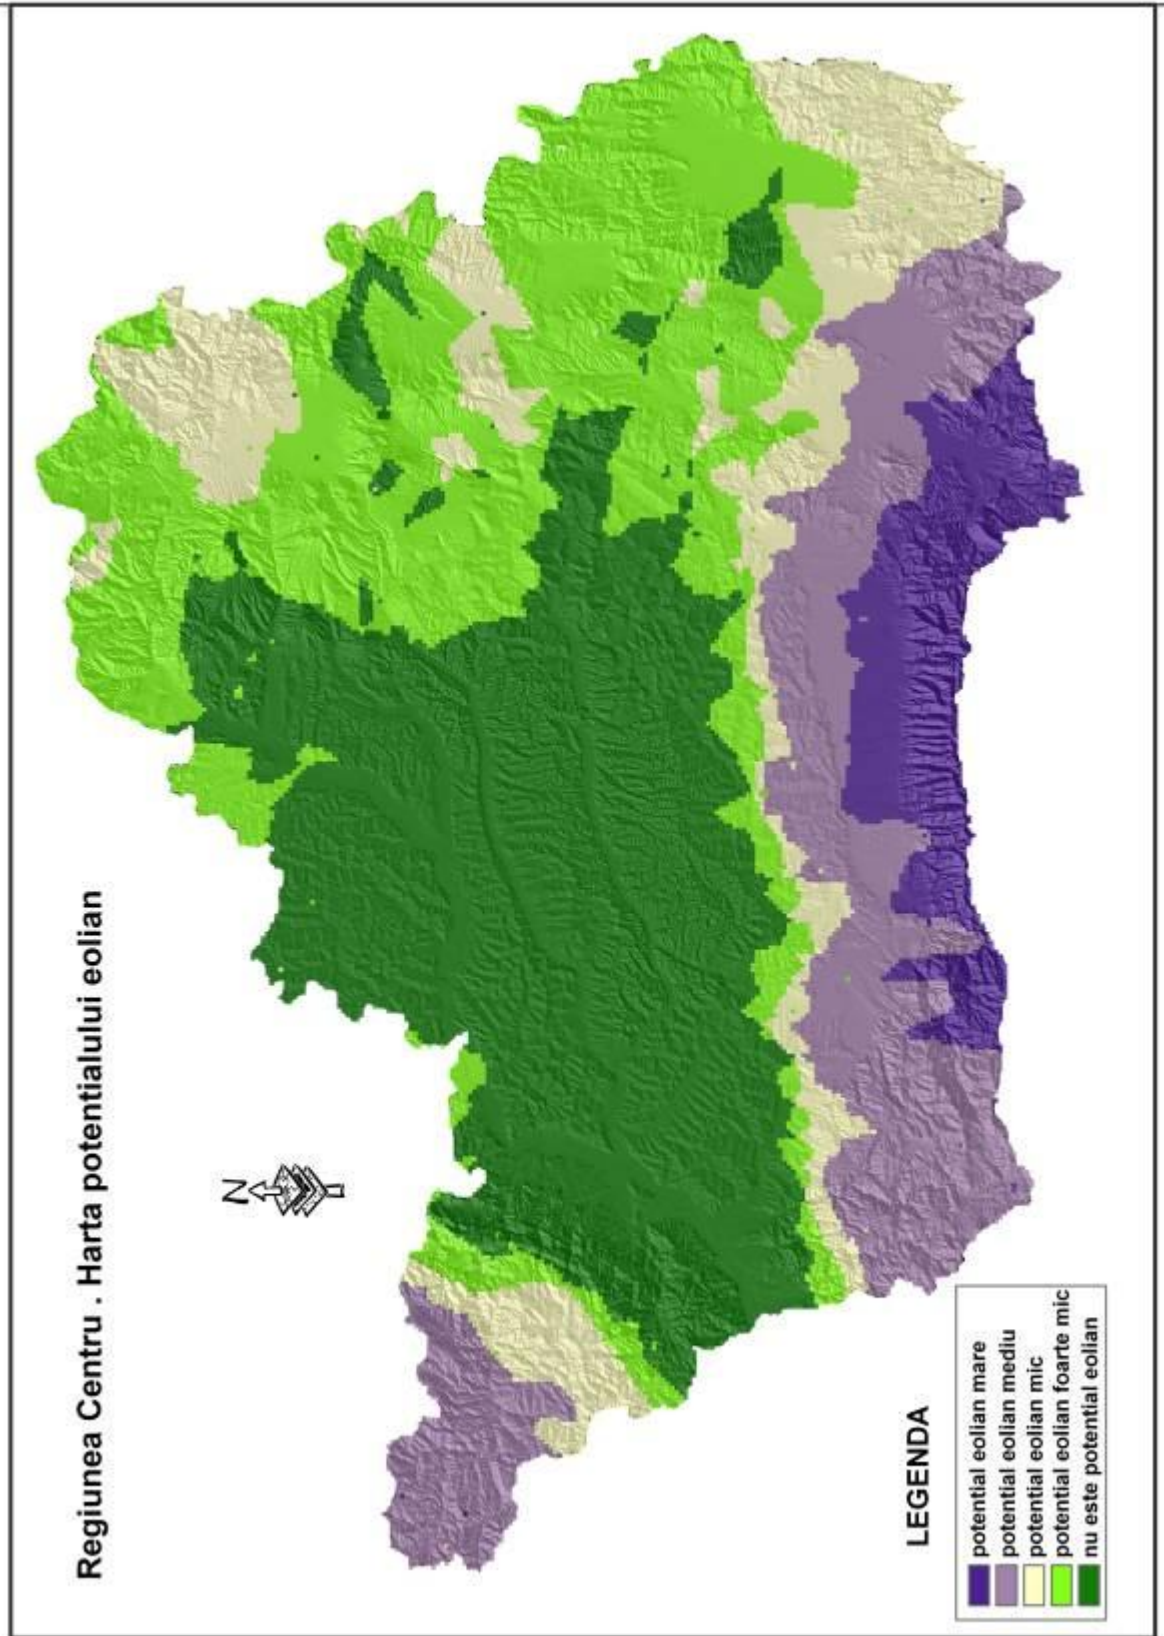 Regiunea Centru . Harta potentialului eolian
N
LEGENDA
potential eolian mare
potential eolian mediu
potential eolian mic
potential eolian foarte mic
nu este potential eolian